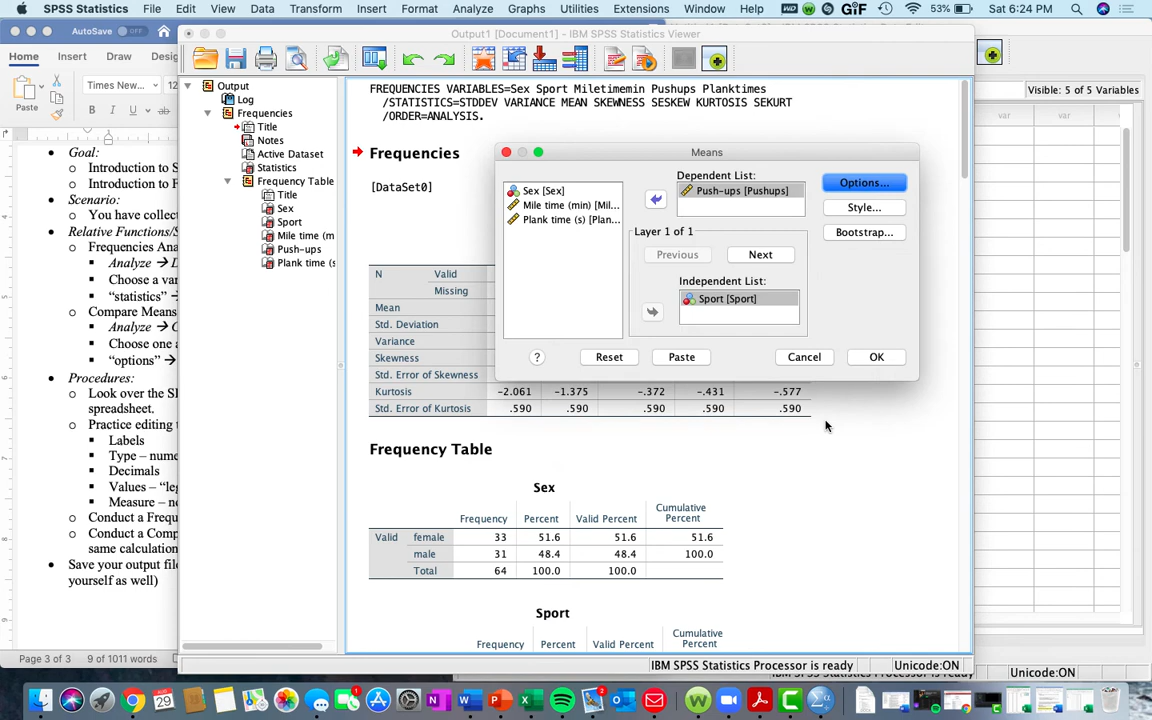 SPSS Statistics File Edit View Data Transform Insert Format Analyze Graphs Utilities Extensions Window Help 53% Sat 6:24 PM
AutoSave OFF
Output1 [Document1] - IBM SPSS Statistics Viewer
Home Insert Draw Desig
Paste
Times New... 12
B I U ab
Visible: 5 of 5 Variables
var var
• Goal:
o Introduction to S
o Introduction to F
• Scenario:
o You have collect
• Relative Functions/S
o Frequencies Ana
▪ Analyze → D
▪ Choose a var
▪ “statistics” →
o Compare Means
▪ Analyze → C
▪ Choose one a
▪ “options” →
• Procedures:
o Look over the SI
spreadsheet.
o Practice editing t
▪ Labels
▪ Type – nume
▪ Decimals
▪ Values – “leg
▪ Measure – no
o Conduct a Frequ
o Conduct a Comp
same calculation
• Save your output file
yourself as well)
Page 3 of 3 9 of 1011 words
Output
Log
Frequencies
Title
Notes
Active Dataset
Statistics
Frequency Table
Title
Sex
Sport
Mile time (m
Push-ups
Plank time (s
FREQUENCIES VARIABLES=Sex Sport Miletimemin Pushups Planktimes
/STATISTICS=STDDEV VARIANCE MEAN SKEWNESS SESKEW KURTOSIS SEKURT
/ORDER=ANALYSIS.
Frequencies
[DataSet0]
N Valid
Missing
Mean
Std. Deviation
Variance
Skewness
Std. Error of Skewness
Kurtosis -2.061 -1.375 -.372 -.431 -.577
Std. Error of Kurtosis .590 .590 .590 .590 .590
Means
Sex [Sex]
Mile time (min) [Mil...
Plank time (s) [Plan...
Dependent List:
Push-ups [Pushups]
Layer 1 of 1
Previous Next
Independent List:
Sport [Sport]
Options...
Style...
Bootstrap...
? Reset Paste Cancel OK
Frequency Table
Sex
Frequency Percent Valid Percent Cumulative Percent
Valid female 33 51.6 51.6 51.6
male 31 48.4 48.4 100.0
Total 64 100.0 100.0
Sport
Frequency Percent Valid Percent Cumulative Percent
IBM SPSS Statistics Processor is ready Unicode:ON
Unicode:ON